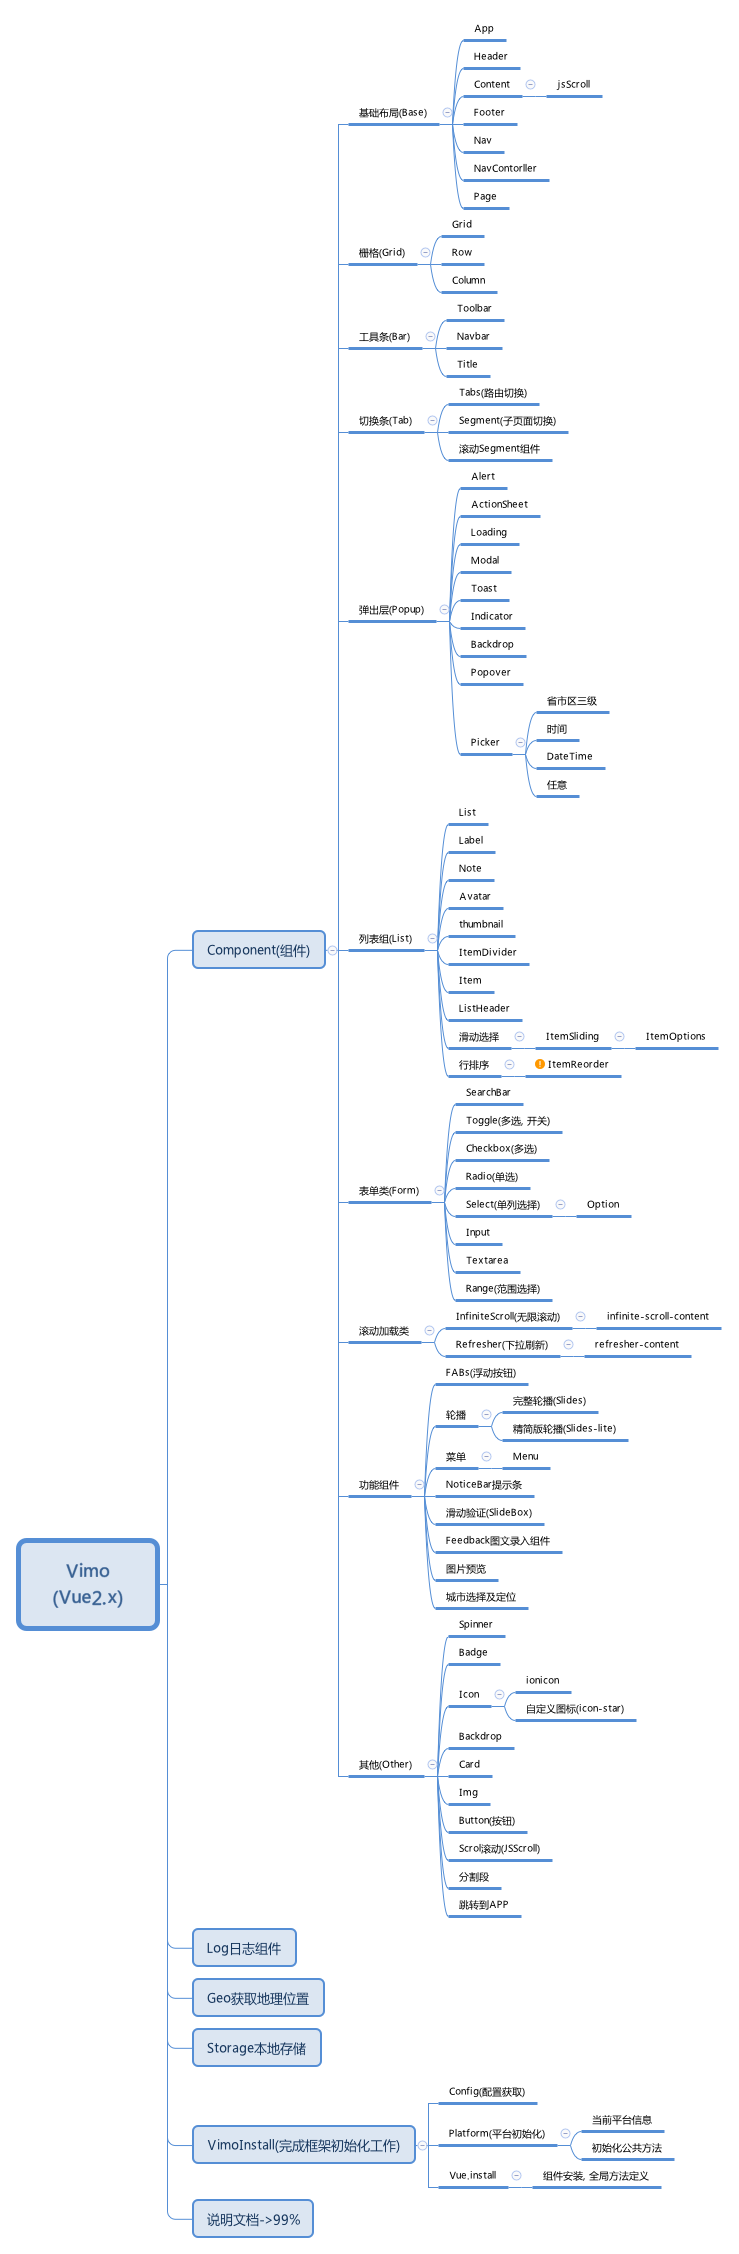 Vimo
(Vue2.x)
Component(组件)
基础布局(Base)
App
Header
Content
jsScroll
Footer
Nav
NavContorller
Page
栅格(Grid)
Grid
Row
Column
工具条(Bar)
Toolbar
Navbar
Title
切换条(Tab)
Tabs(路由切换)
Segment(子页面切换)
滚动Segment组件
弹出层(Popup)
Alert
ActionSheet
Loading
Modal
Toast
Indicator
Backdrop
Popover
Picker
省市区三级
时间
DateTime
任意
列表组(List)
List
Label
Note
Avatar
thumbnail
ItemDivider
Item
ListHeader
滑动选择
ItemSliding
ItemOptions
行排序
ItemReorder
表单类(Form)
SearchBar
Toggle(多选, 开关)
Checkbox(多选)
Radio(单选)
Select(单列选择)
Option
Input
Textarea
Range(范围选择)
滚动加载类
InfiniteScroll(无限滚动)
infinite-scroll-content
Refresher(下拉刷新)
refresher-content
功能组件
FABs(浮动按钮)
轮播
完整轮播(Slides)
精简版轮播(Slides-lite)
菜单
Menu
NoticeBar提示条
滑动验证(SlideBox)
Feedback图文录入组件
图片预览
城市选择及定位
其他(Other)
Spinner
Badge
Icon
ionicon
自定义图标(icon-star)
Backdrop
Card
Img
Button(按钮)
Scrol滚动(JSScroll)
分割段
跳转到APP
Log日志组件
Geo获取地理位置
Storage本地存储
VimoInstall(完成框架初始化工作)
Config(配置获取)
Platform(平台初始化)
当前平台信息
初始化公共方法
Vue.install
组件安装, 全局方法定义
说明文档->99%